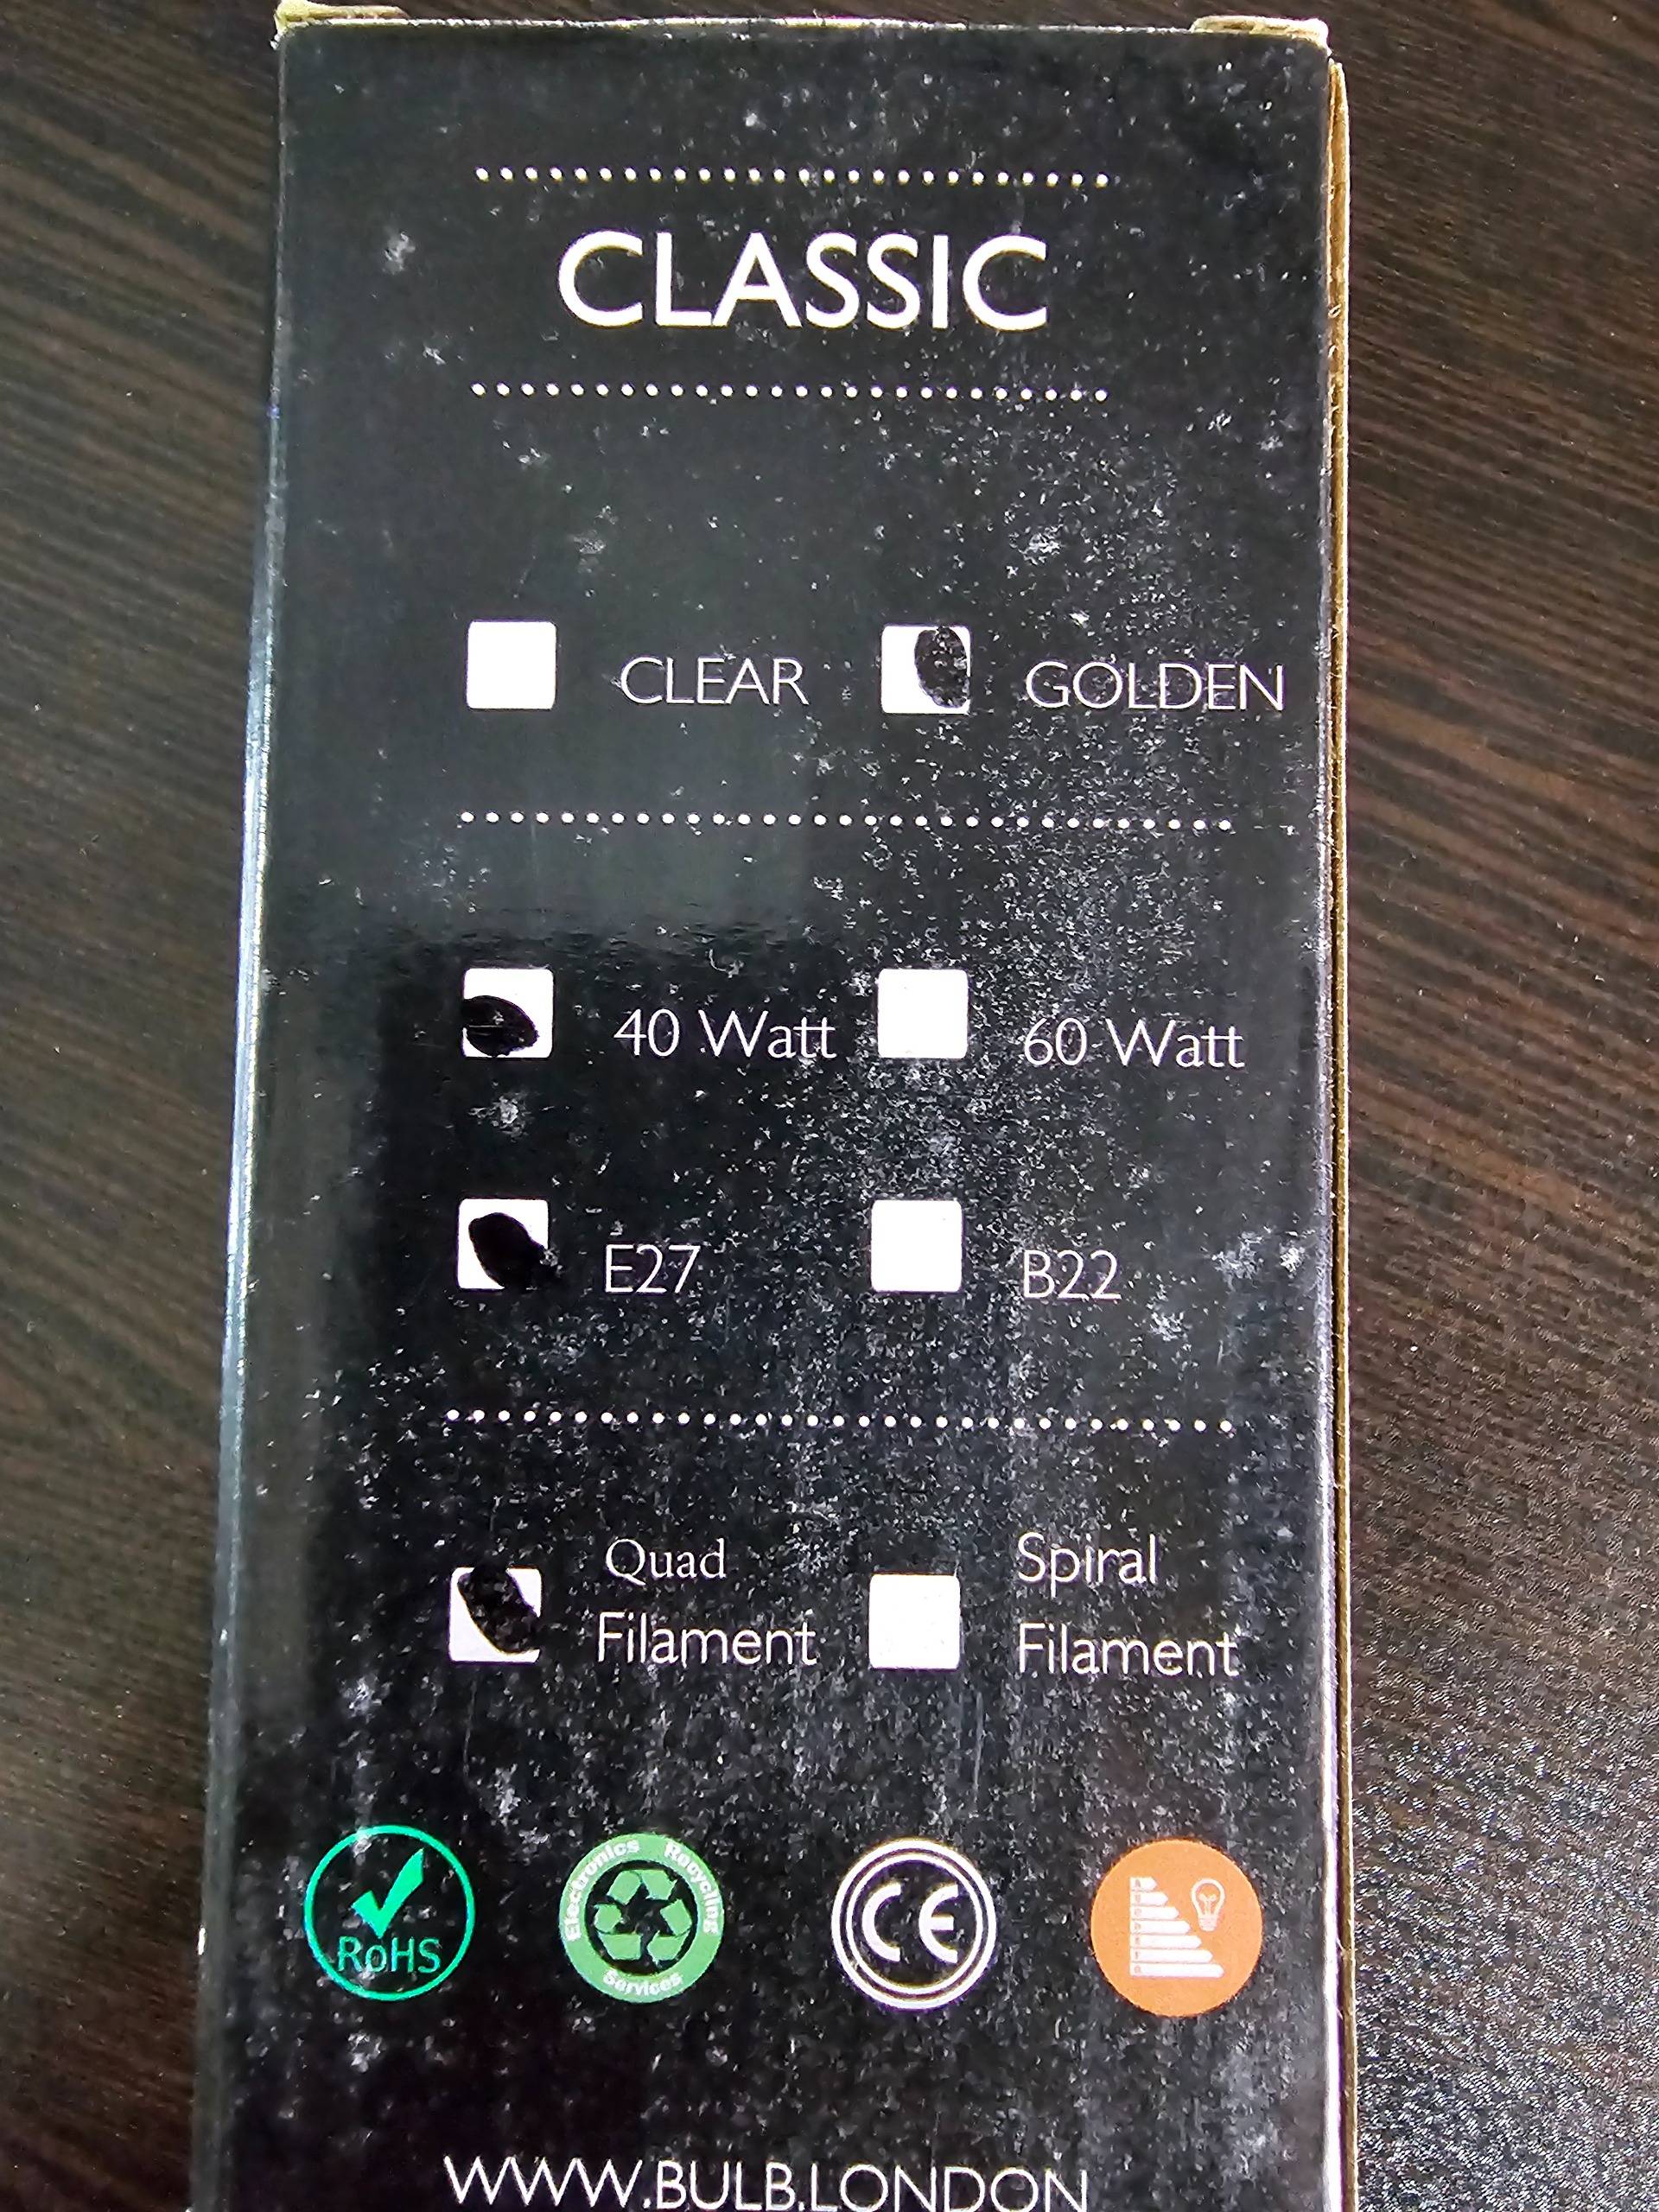 CLASSIC
CLEAR GOLDEN
40 Watt 60 Watt
E27 B22
Quad Filament
Spiral Filament
RoHS
Electronics Recycling Services
CE
WWW.BULB.LONDON